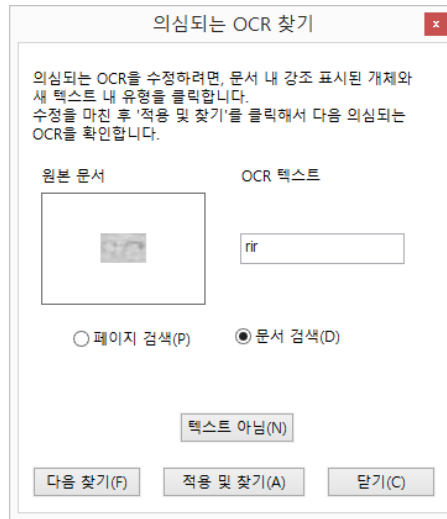 의심되는 OCR 찾기
x
의심되는 OCR을 수정하려면, 문서 내 강조 표시된 개체와
새 텍스트 내 유형을 클릭합니다.
수정을 마친 후 '적용 및 찾기'를 클릭해서 다음 의심되는
OCR을 확인합니다.
원본 문서 OCR 텍스트
rir
페이지 검색(P) 문서 검색(D)
텍스트 아님(N)
다음 찾기(F) 적용 및 찾기(A) 닫기(C)